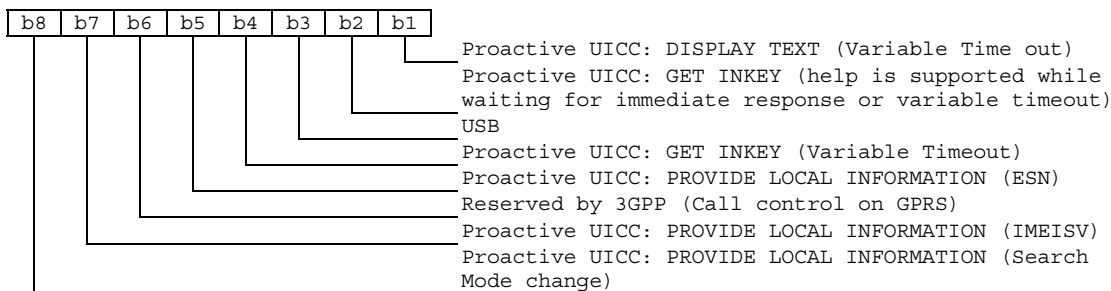 b8 b7 b6 b5 b4 b3 b2 b1
Proactive UICC: DISPLAY TEXT (Variable Time out)
Proactive UICC: GET INKEY (help is supported while
waiting for immediate response or variable timeout)
USB
Proactive UICC: GET INKEY (Variable Timeout)
Proactive UICC: PROVIDE LOCAL INFORMATION (ESN)
Reserved by 3GPP (Call control on GPRS)
Proactive UICC: PROVIDE LOCAL INFORMATION (IMEISV)
Proactive UICC: PROVIDE LOCAL INFORMATION (Search
Mode change)